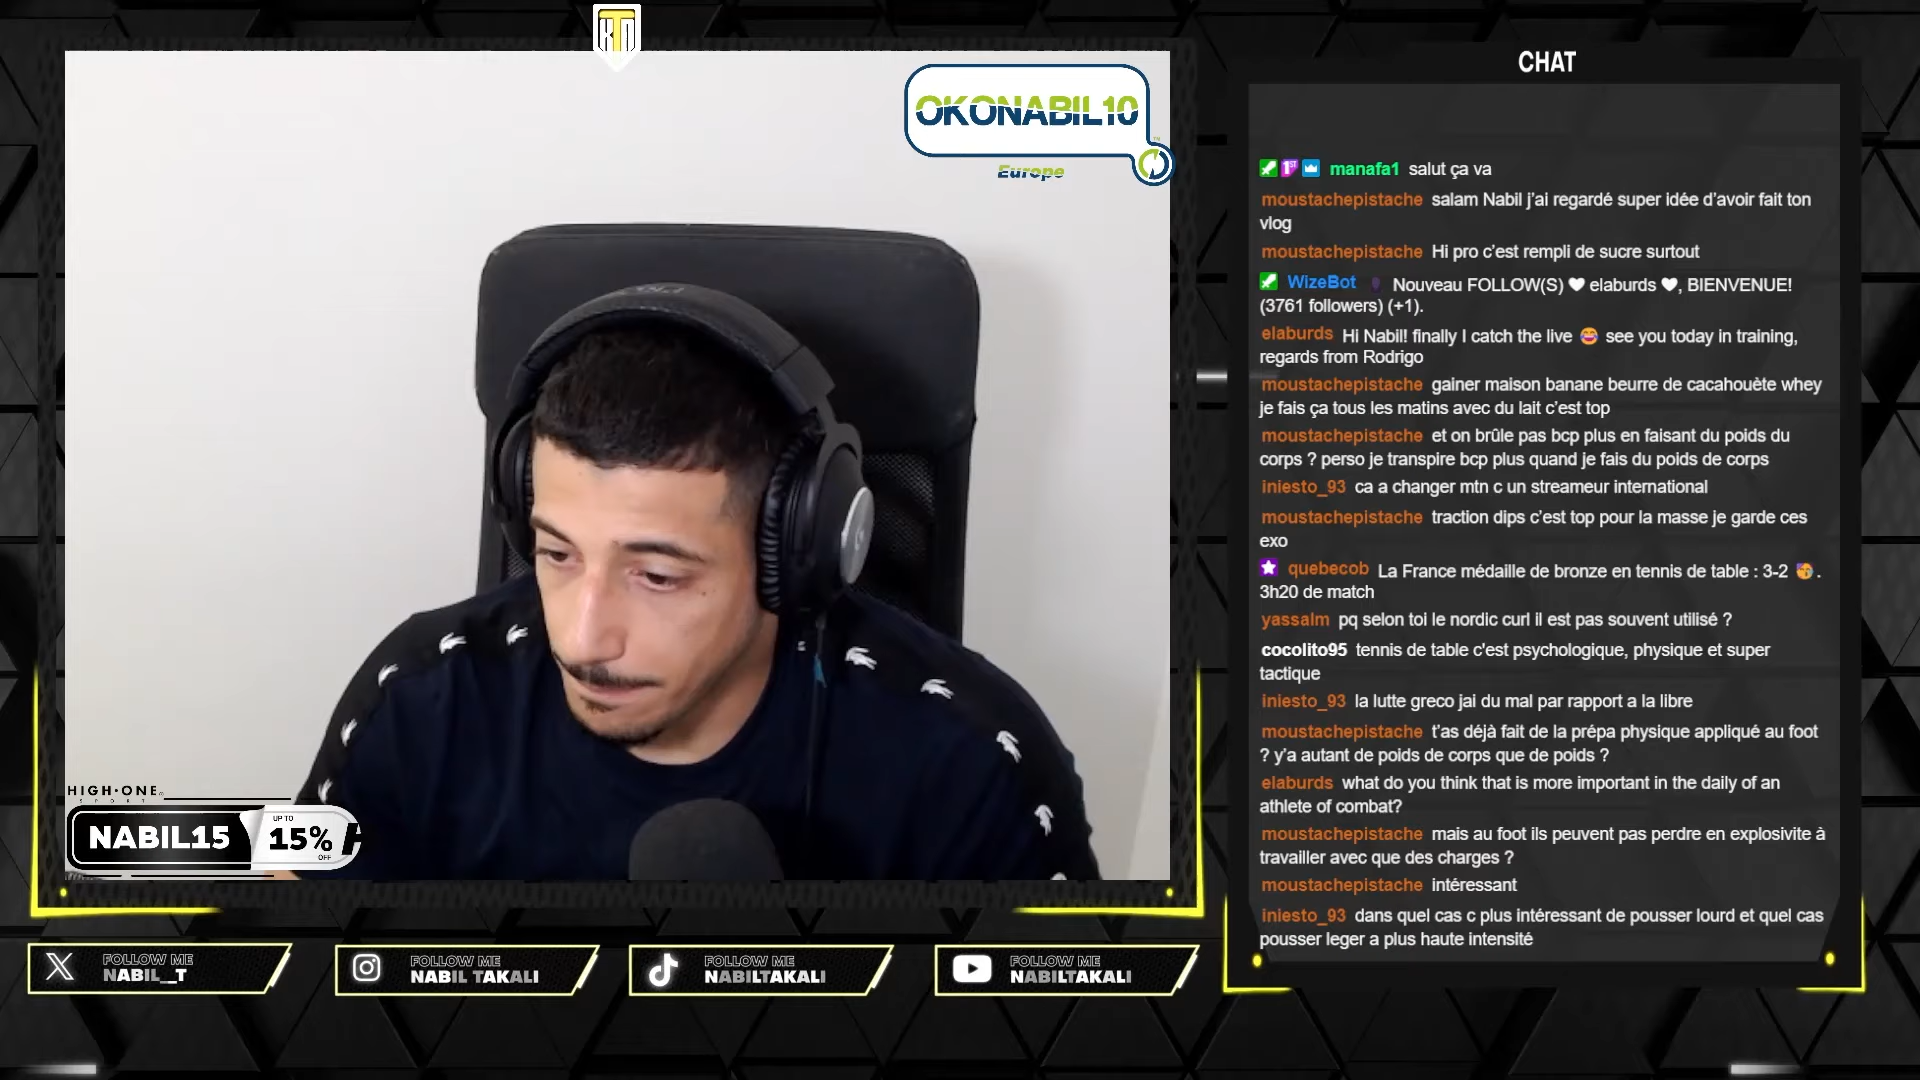 KTN
OKONABIL10
Europe
HIGH·ONE
SPORT
NABIL15
UP TO
15%
OFF
FOLLOW ME
NABIL__T
FOLLOW ME
NABIL TAKALI
FOLLOW ME
NABILTAKALI
FOLLOW ME
NABILTAKALI
CHAT
manafa1 salut ça va
moustachepistache salam Nabil j'ai regardé super idée d'avoir fait ton
vlog
moustachepistache Hi pro c'est rempli de sucre surtout
WizeBot Nouveau FOLLOW(S) ♥ elaburds ♥, BIENVENUE!
(3761 followers) (+1).
elaburds Hi Nabil! finally I catch the live 😂 see you today in training,
regards from Rodrigo
moustachepistache gainer maison banane beurre de cacahouète whey
je fais ça tous les matins avec du lait c'est top
moustachepistache et on brûle pas bcp plus en faisant du poids du
corps ? perso je transpire bcp plus quand je fais du poids de corps
iniesto_93 ca a changer mtn c un streameur international
moustachepistache traction dips c'est top pour la masse je garde ces
exo
quebecob La France médaille de bronze en tennis de table : 3-2 🥳.
3h20 de match
yassalm pq selon toi le nordic curl il est pas souvent utilisé ?
cocolito95 tennis de table c'est psychologique, physique et super
tactique
iniesto_93 la lutte greco jai du mal par rapport a la libre
moustachepistache t'as déjà fait de la prépa physique appliqué au foot
? y'a autant de poids de corps que de poids ?
elaburds what do you think that is more important in the daily of an
athlete of combat?
moustachepistache mais au foot ils peuvent pas perdre en explosivite à
travailler avec que des charges ?
moustachepistache intéressant
iniesto_93 dans quel cas c plus intéressant de pousser lourd et quel cas
pousser leger a plus haute intensité